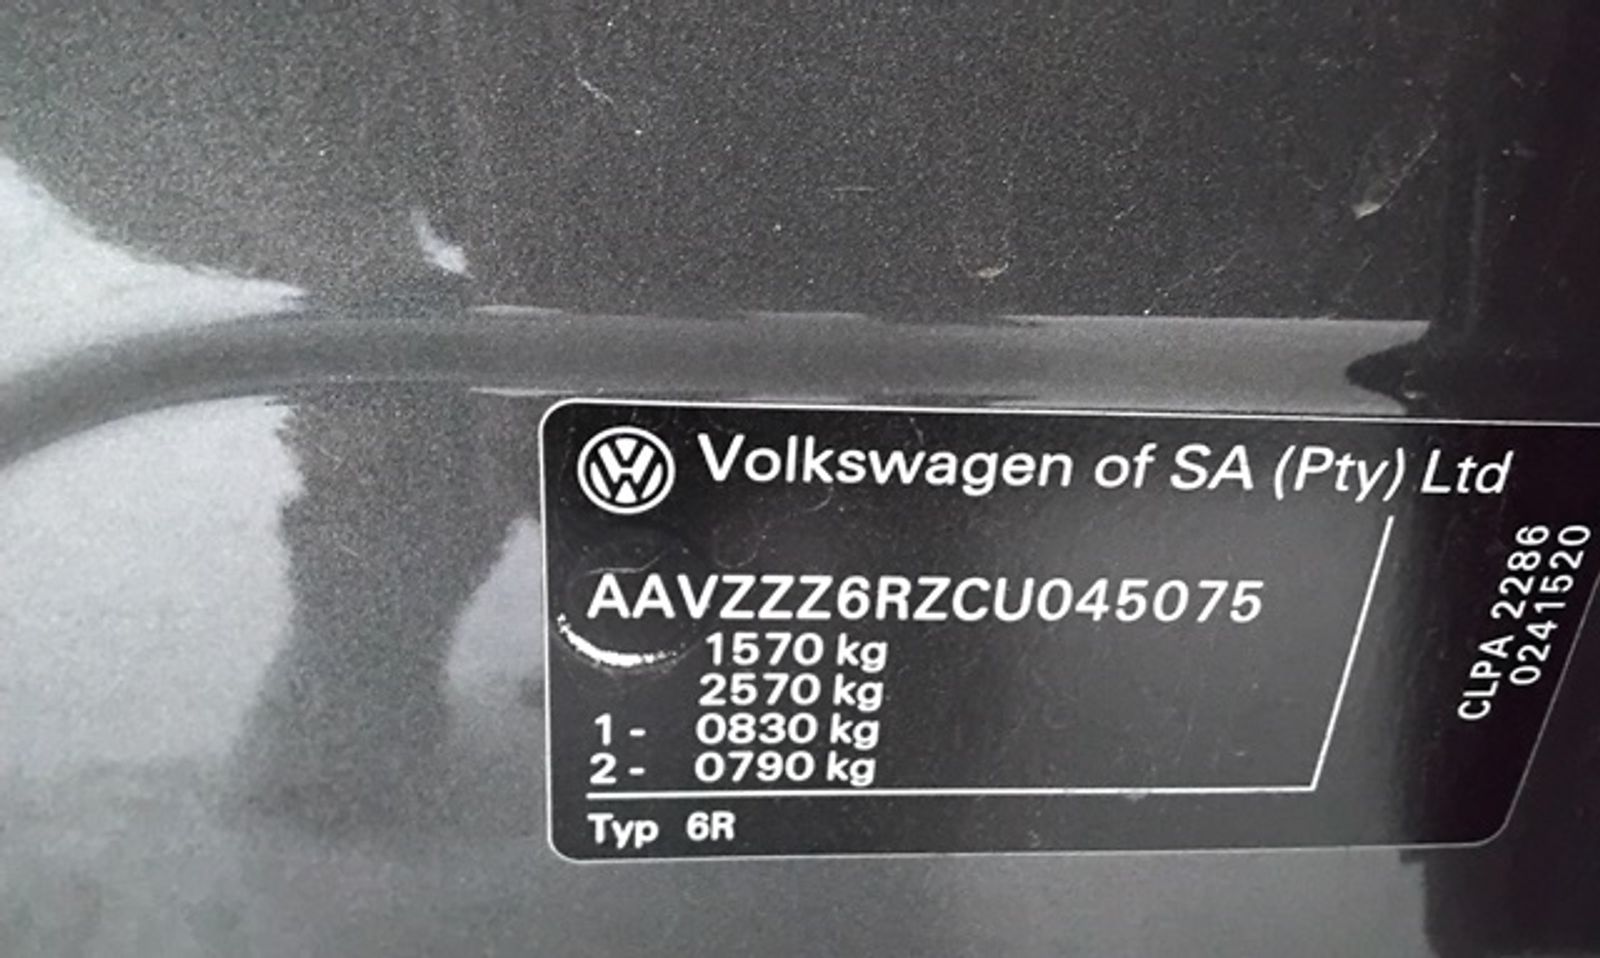 Volkswagen of SA (Pty) Ltd
AAVZZZ6RZCU045075
1570 kg
2570 kg
1 - 0830 kg
2 - 0790 kg
Typ 6R
CLPA 2286
0241520